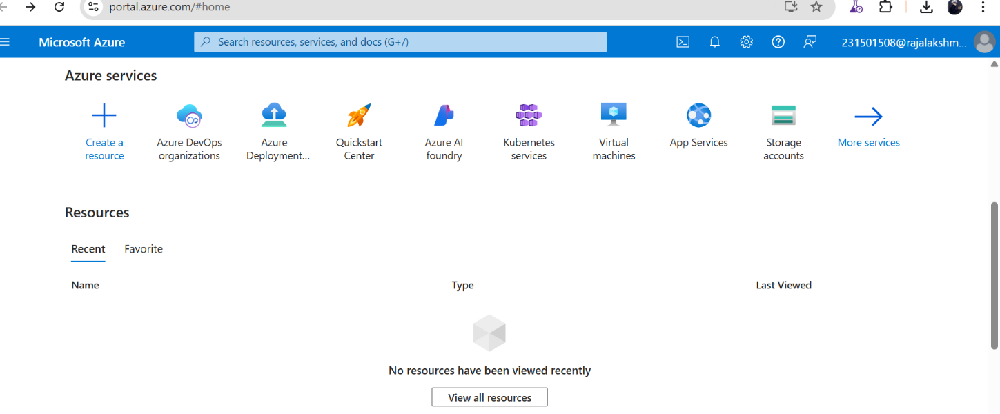 portal.azure.com/#home
Microsoft Azure
Search resources, services, and docs (G+/)
231501508@rajalakshm...
Azure services
Create a resource
Azure DevOps organizations
Azure Deployment...
Quickstart Center
Azure AI foundry
Kubernetes services
Virtual machines
App Services
Storage accounts
More services
Resources
Recent Favorite
Name Type Last Viewed
No resources have been viewed recently
View all resources